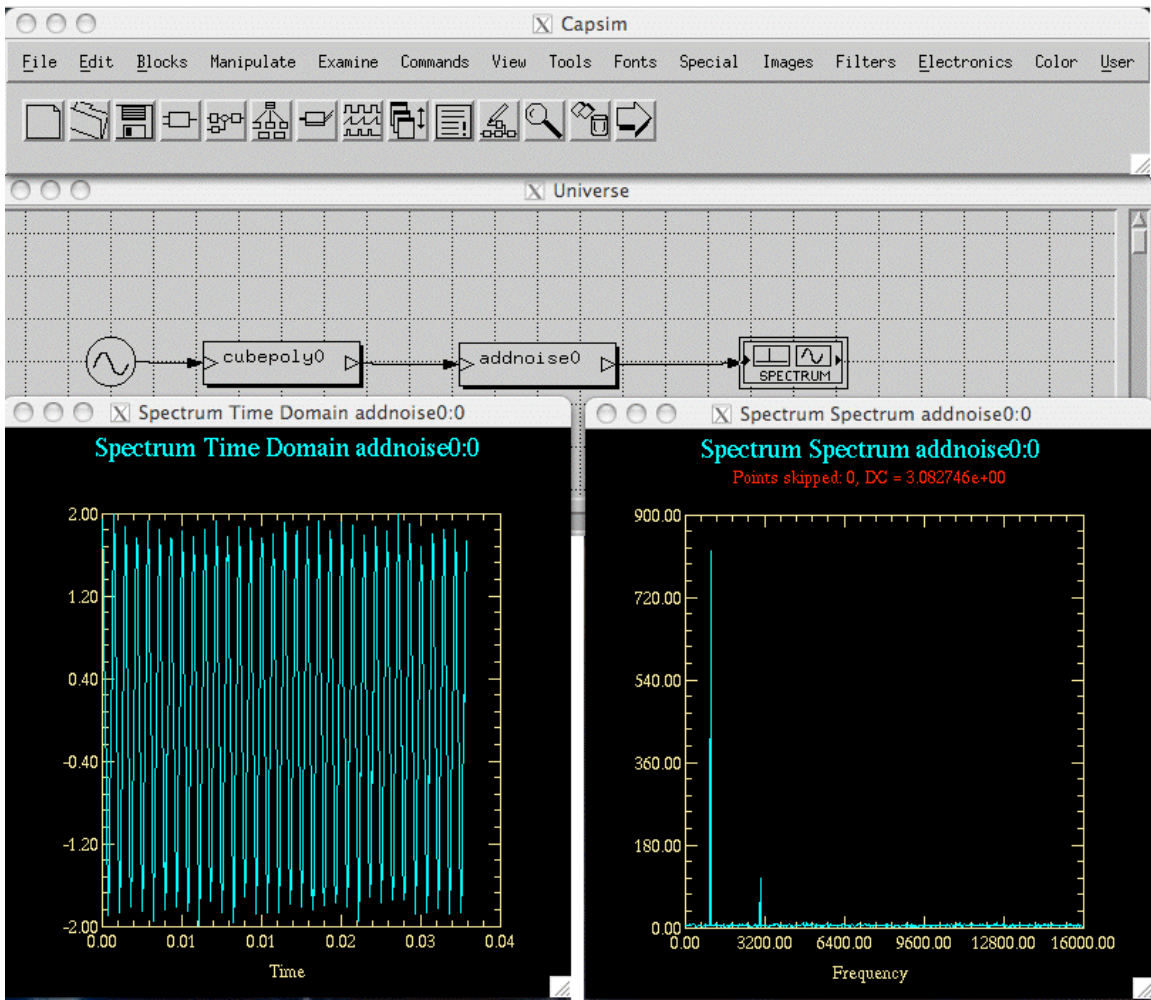 Capsim
File Edit Blocks Manipulate Examine Commands View Tools Fonts Special Images Filters Electronics Color User
Universe
cubepoly0
addnoise0
SPECTRUM
Spectrum Time Domain addnoise0:0
Spectrum Time Domain addnoise0:0
2.00
1.20
0.40
-0.40
-1.20
-2.00
0.00 0.01 0.01 0.02 0.03 0.04
Time
Spectrum Spectrum addnoise0:0
Spectrum Spectrum addnoise0:0
Points skipped: 0, DC = 3.082746e+00
900.00
720.00
540.00
360.00
180.00
0.00
0.00 3200.00 6400.00 9600.00 12800.00 16000.00
Frequency